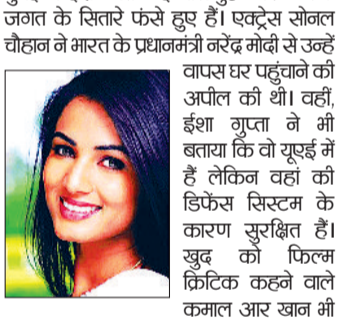 जगत के सितारे फंसे हुए हैं। एक्ट्रेस सोनल
चौहान ने भारत के प्रधानमंत्री नरेंद्र मोदी से उन्हें
वापस घर पहुंचाने की
अपील की थी। वहीं,
ईशा गुप्ता ने भी
बताया कि वो यूएई में
हैं लेकिन वहां की
डिफेंस सिस्टम के
कारण सुरक्षित हैं।
खुद को फिल्म
क्रिटिक कहने वाले
कमाल आर खान भी